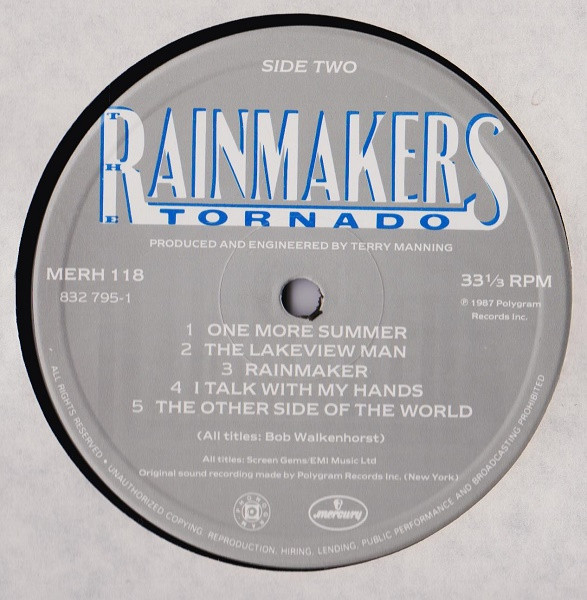 SIDE TWO
THE RAINMAKERS
TORNADO
PRODUCED AND ENGINEERED BY TERRY MANNING
MERH 118
832 795-1
33 1/3 RPM
℗ 1987 Polygram
Records Inc.
1 ONE MORE SUMMER
2 THE LAKEVIEW MAN
3 RAINMAKER
4 I TALK WITH MY HANDS
5 THE OTHER SIDE OF THE WORLD
(All titles: Bob Walkenhorst)
All titles: Screen Gems/EMI Music Ltd
Original sound recording made by Polygram Records Inc. (New York)
mercury
ALL RIGHTS RESERVED • UNAUTHORIZED COPYING, REPRODUCTION, HIRING, LENDING, PUBLIC PERFORMANCE AND BROADCASTING PROHIBITED